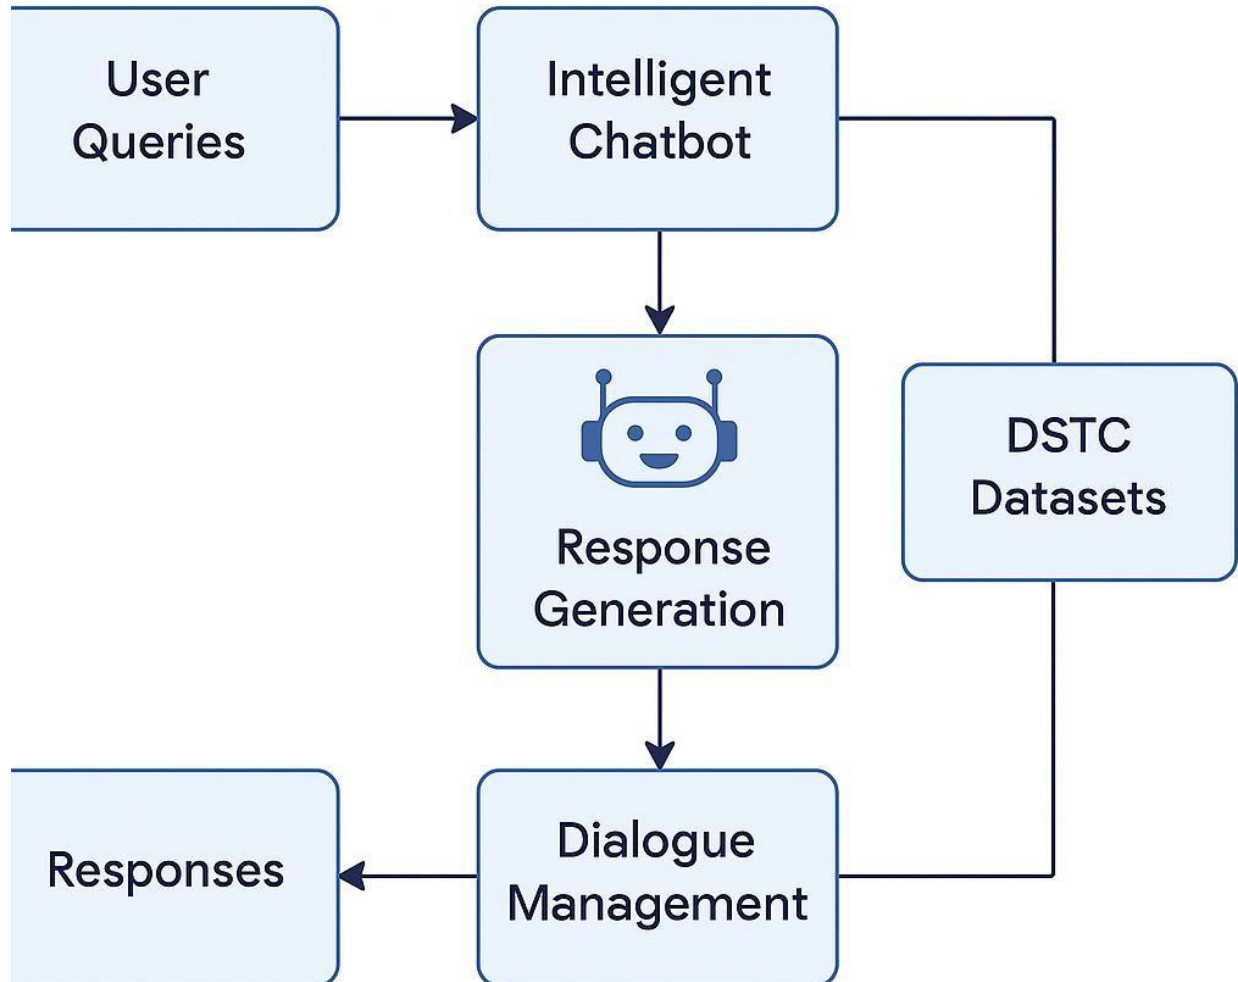 User
Queries
Intelligent
Chatbot
Response
Generation
DSTC
Datasets
Responses
Dialogue
Management